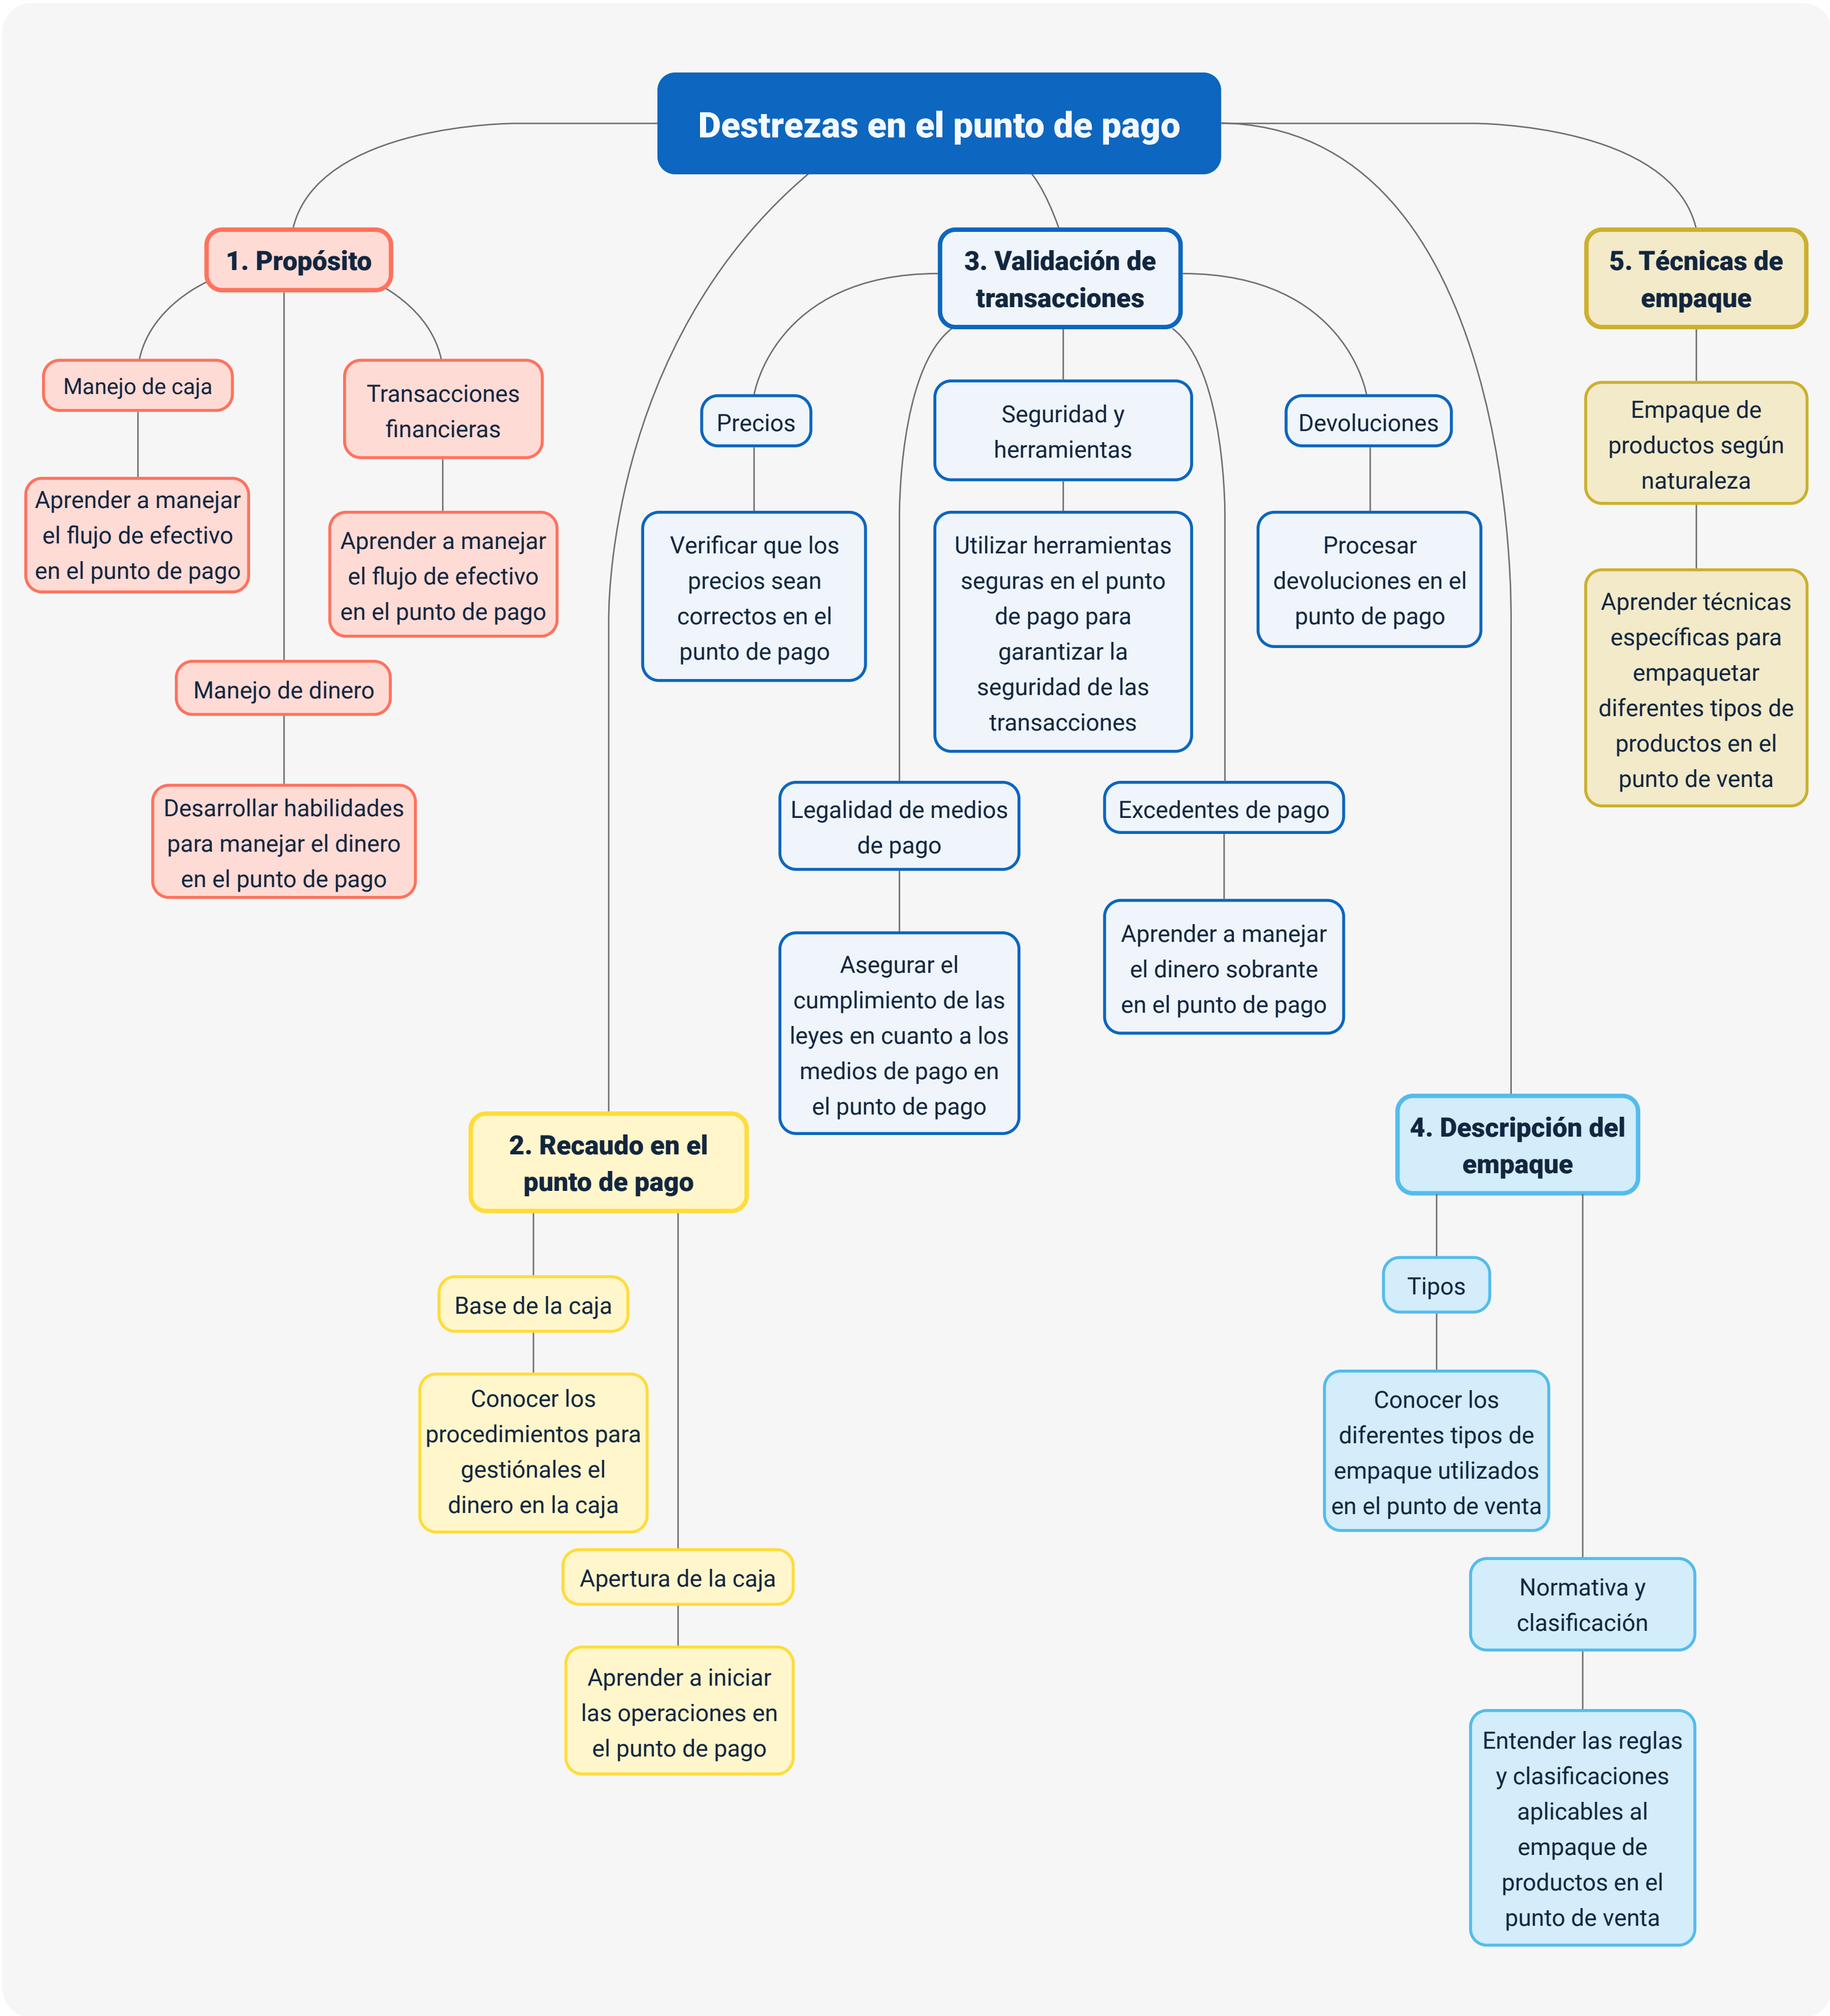 Destrezas en el punto de pago
1. Propósito
Manejo de caja
Aprender a manejar
el flujo de efectivo
en el punto de pago
Transacciones
financieras
Aprender a manejar
el flujo de efectivo
en el punto de pago
Manejo de dinero
Desarrollar habilidades
para manejar el dinero
en el punto de pago
2. Recaudo en el
punto de pago
Base de la caja
Conocer los
procedimientos para
gestiónales el
dinero en la caja
Apertura de la caja
Aprender a iniciar
las operaciones en
el punto de pago
3. Validación de
transacciones
Precios
Verificar que los
precios sean
correctos en el
punto de pago
Seguridad y
herramientas
Utilizar herramientas
seguras en el punto
de pago para
garantizar la
seguridad de las
transacciones
Devoluciones
Procesar
devoluciones en el
punto de pago
Legalidad de medios
de pago
Asegurar el
cumplimiento de las
leyes en cuanto a los
medios de pago en
el punto de pago
Excedentes de pago
Aprender a manejar
el dinero sobrante
en el punto de pago
4. Descripción del
empaque
Tipos
Conocer los
diferentes tipos de
empaque utilizados
en el punto de venta
Normativa y
clasificación
Entender las reglas
y clasificaciones
aplicables al
empaque de
productos en el
punto de venta
5. Técnicas de
empaque
Empaque de
productos según
naturaleza
Aprender técnicas
específicas para
empaquetar
diferentes tipos de
productos en el
punto de venta